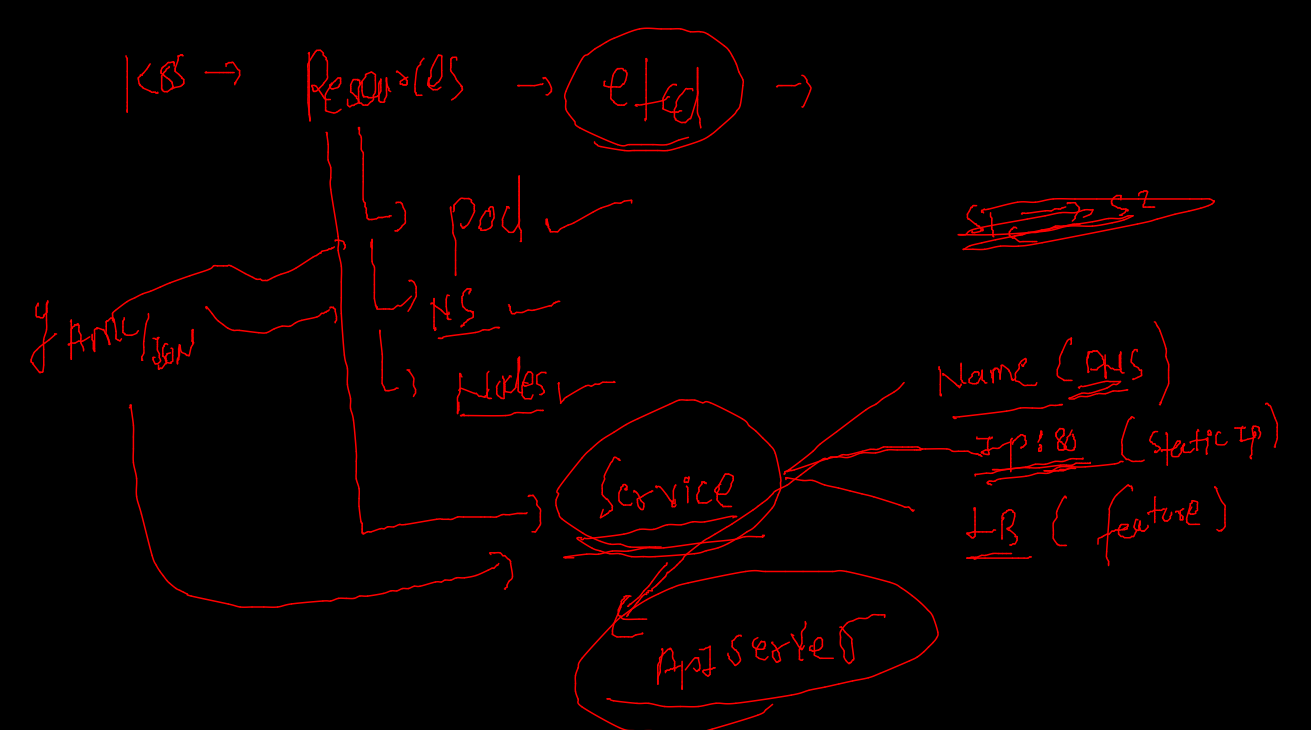 K8S → Resources → etcd →
pod ✓
S1 → S2
NS ✓
YAML/JSON
Nodes ✓
Name (DNS)
IP:80 (Static IP)
Service
LB (feature)
Api Server